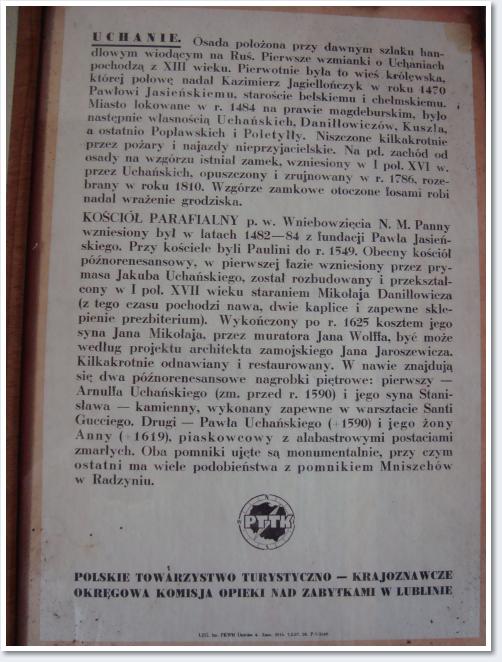 UCHANIE. Osada położona przy dawnym szlaku han-
dlowym wiodącym na Ruś. Pierwsze wzmianki o Uchaniach
pochodzą z XIII wieku. Pierwotnie była to wieś królewska,
której połowę nadał Kazimierz Jagiellończyk w roku 1470
Pawłowi Jasieńskiemu, staroście bełskiemu i chełmskiemu.
Miasto lokowane w r. 1484 na prawie magdeburskim, było
następnie własnością Uchańskich, Daniłłowiczów, Kuszla,
a ostatnio Popławskich i Poletyłły. Niszczone kilkakrotnie
przez pożary i najazdy nieprzyjacielskie. Na pd. zachód od
osady na wzgórzu istniał zamek, wzniesiony w I poł. XVI w.
przez Uchańskich, opuszczony i zrujnowany w r. 1786, roze-
brany w roku 1810. Wzgórze zamkowe otoczone fosami robi
nadal wrażenie grodziska.
KOŚCIÓŁ PARAFIALNY p. w. Wniebowzięcia N. M. Panny
wzniesiony był w latach 1482—84 z fundacji Pawła Jasień-
skiego. Przy kościele byli Paulini do r. 1549. Obecny kościół
późnorenesansowy, w pierwszej fazie wzniesiony przez pry-
masa Jakuba Uchańskiego, został rozbudowany i przekształ-
cony w I poł. XVII wieku staraniem Mikołaja Daniłłowicza
(z tego czasu pochodzi nawa, dwie kaplice i zapewne skle-
pienie prezbiterium). Wykończony po r. 1625 kosztem jego
syna Jana Mikołaja, przez muratora Jana Wolffa, być może
według projektu architekta zamojskiego Jana Jaroszewicza.
Kilkakrotnie odnawiany i restaurowany. W nawie znajdują
się dwa późnorenesansowe nagrobki piętrowe: pierwszy —
Arnulfa Uchańskiego (zm. przed r. 1590) i jego syna Stani-
sława — kamienny, wykonany zapewne w warsztacie Santi
Gucciego. Drugi — Pawła Uchańskiego (+1590) i jego żony
Anny (+1619), piaskowcowy z alabastrowymi postaciami
zmarłych. Oba pomniki ujęte są monumentalnie, przy czym
ostatni ma wiele podobieństwa z pomnikiem Mniszchów
w Radzyniu.
PTTK
POLSKIE TOWARZYSTWO TURYSTYCZNO — KRAJOZNAWCZE
OKRĘGOWA KOMISJA OPIEKI NAD ZABYTKAMI W LUBLINIE